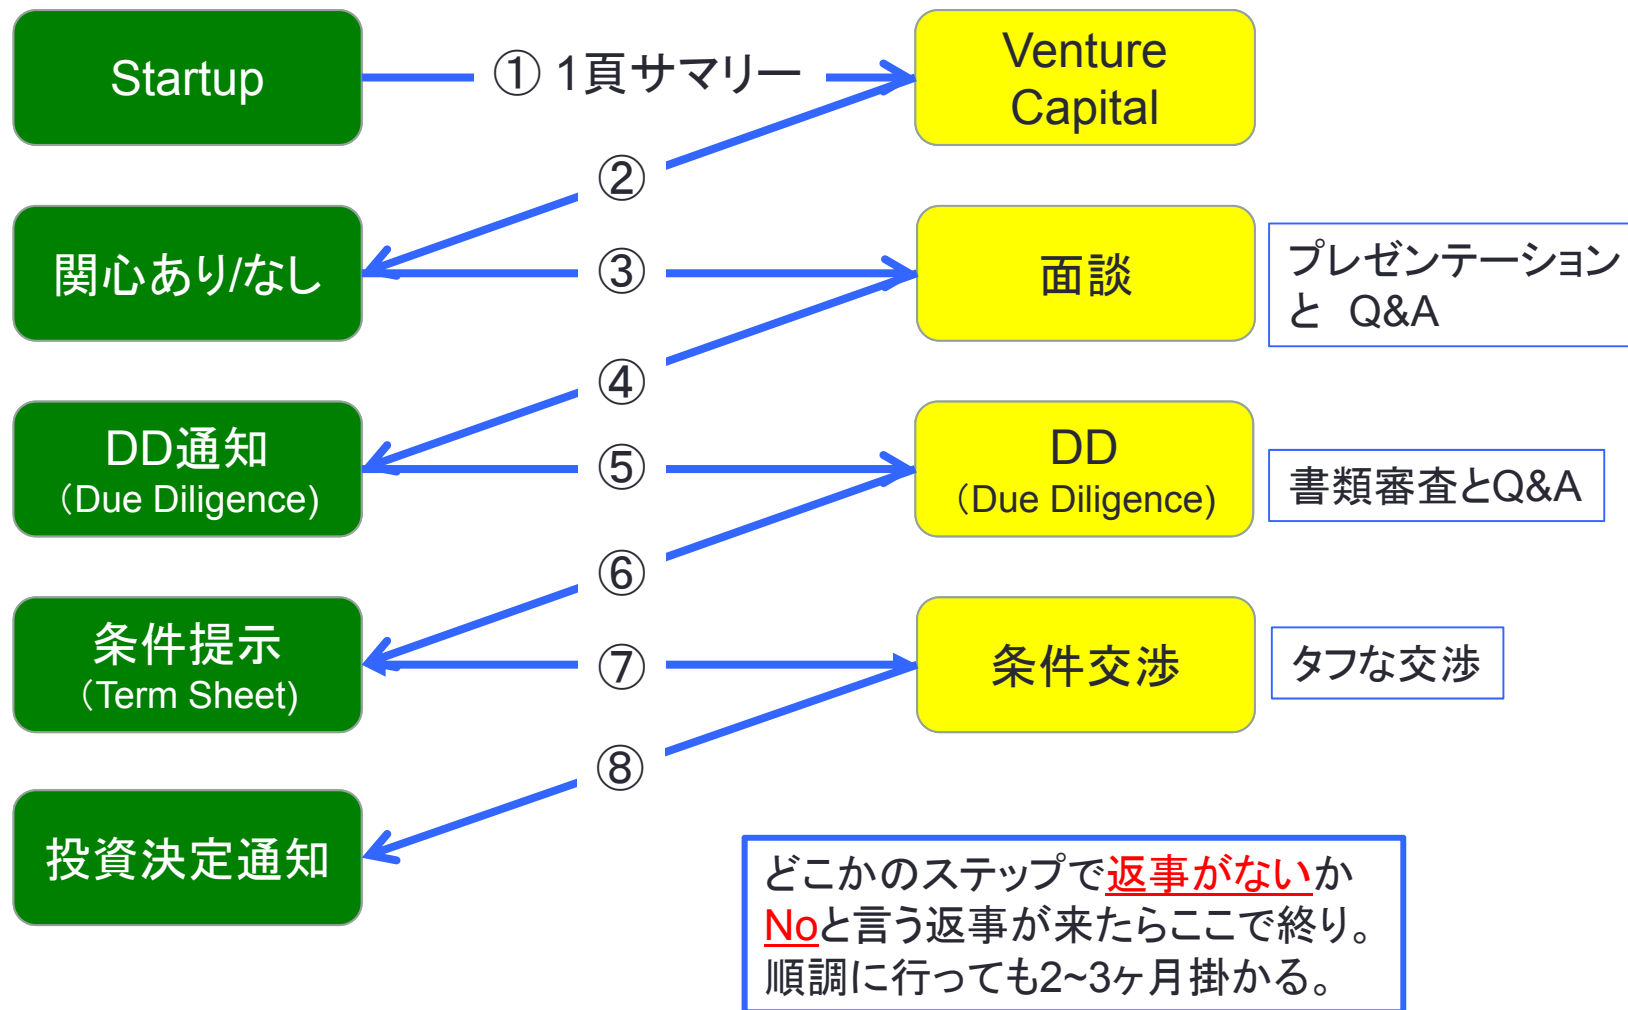 Startup
① 1頁サマリー
Venture
Capital
②
関心あり/なし
③
面談
プレゼンテーション
と Q&A
④
DD通知
（Due Diligence)
⑤
DD
（Due Diligence)
書類審査とQ&A
⑥
条件提示
（Term Sheet)
⑦
条件交渉
タフな交渉
⑧
投資決定通知
どこかのステップで返事がないか
Noと言う返事が来たらここで終り。
順調に行っても2~3ヶ月掛かる。